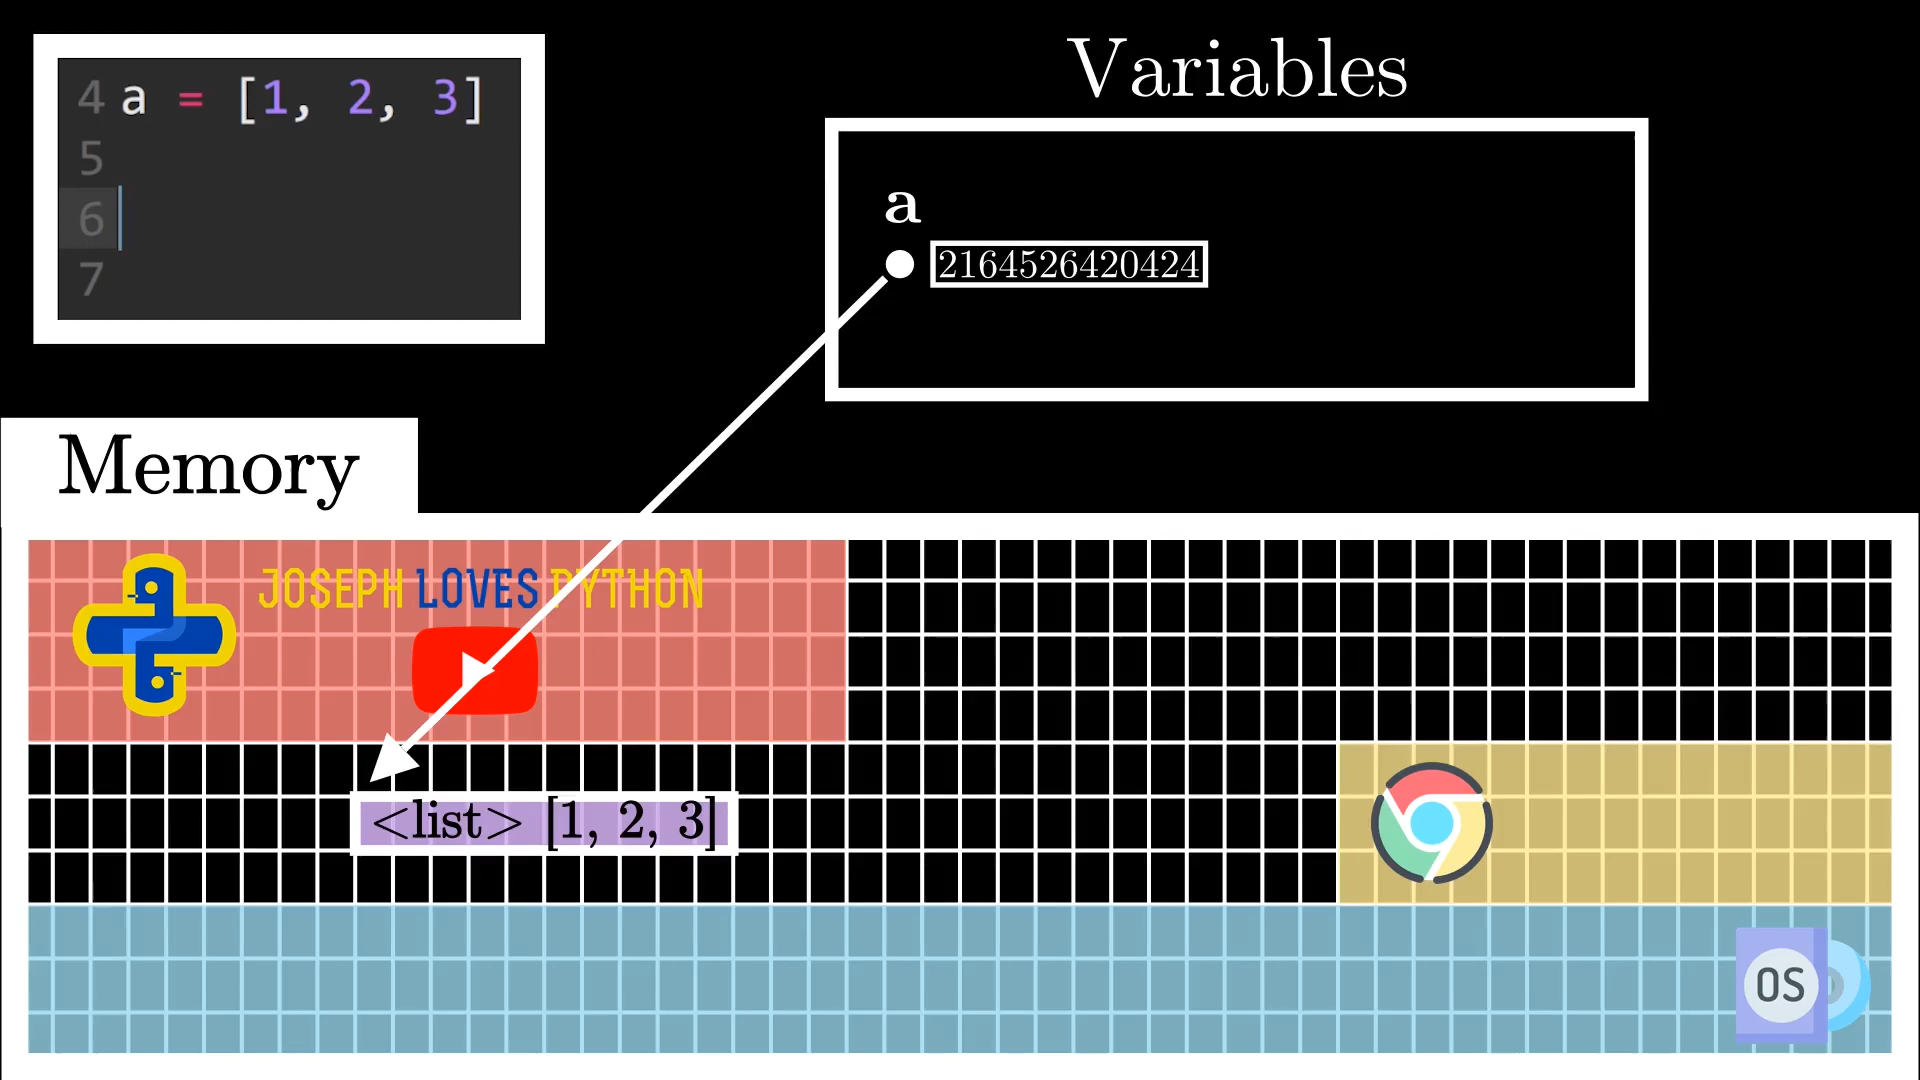 4 a = [1, 2, 3]
5
6
7
Variables
a
2164526420424
Memory
JOSEPH LOVES PYTHON
<list> [1, 2, 3]
OS